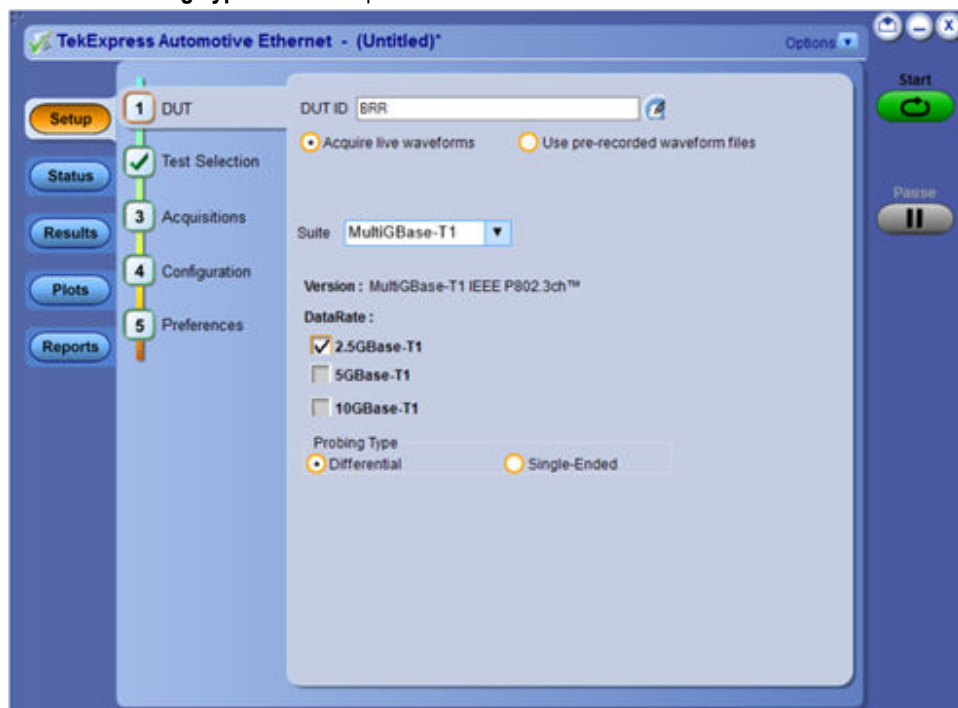 TekExpress Automotive Ethernet - (Untitled)*
Options
Start
Setup
Status
Results
Plots
Reports
1 DUT
Test Selection
3 Acquisitions
4 Configuration
5 Preferences
DUT ID BRR
Acquire live waveforms
Use pre-recorded waveform files
Pause
Suite MultiGBase-T1
Version : MultiGBase-T1 IEEE P802.3ch™
DataRate :
2.5GBase-T1
5GBase-T1
10GBase-T1
Probing Type
Differential
Single-Ended